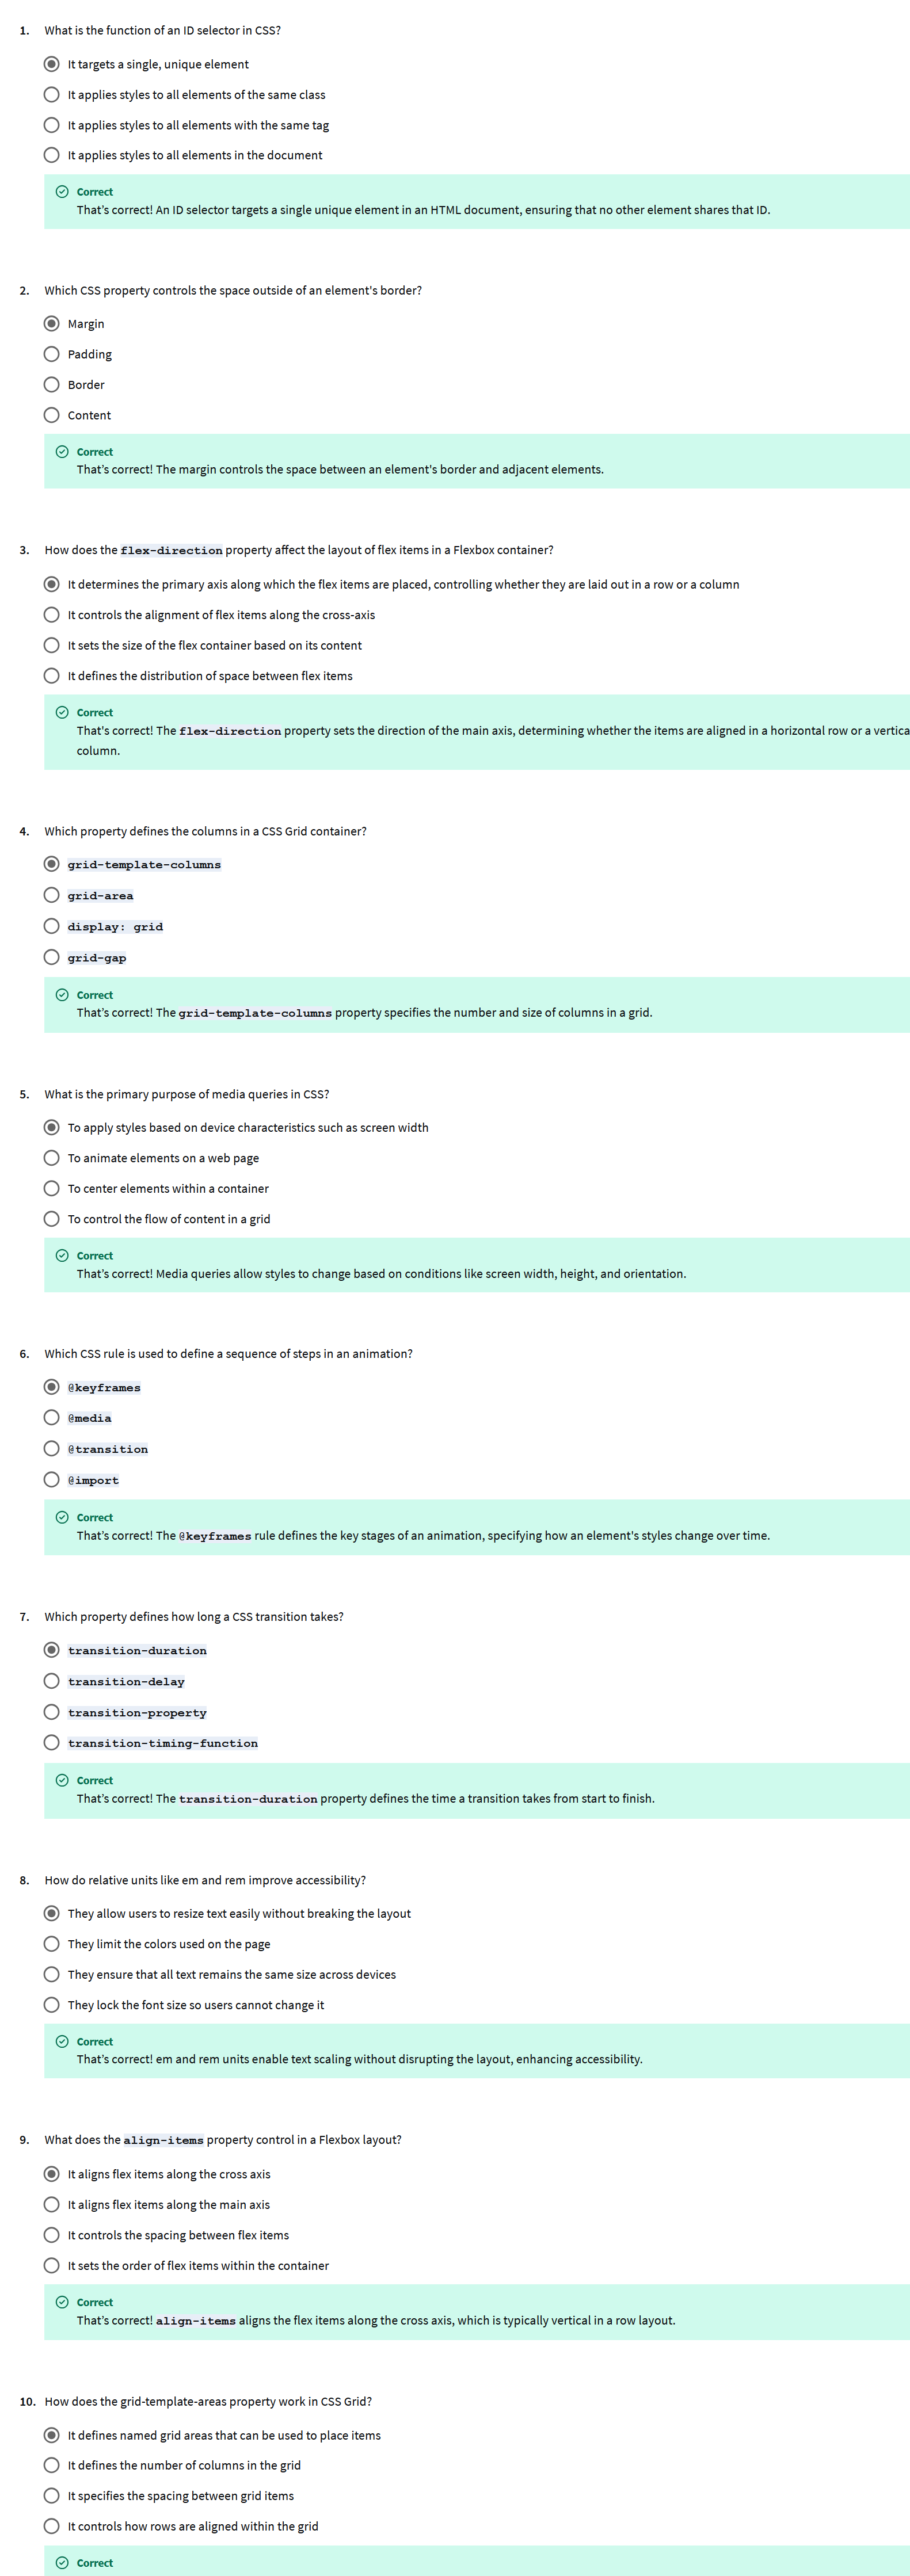 1. What is the function of an ID selector in CSS?
It targets a single, unique element
It applies styles to all elements of the same class
It applies styles to all elements with the same tag
It applies styles to all elements in the document
Correct
That's correct! An ID selector targets a single unique element in an HTML document, ensuring that no other element shares that ID.
2. Which CSS property controls the space outside of an element's border?
Margin
Padding
Border
Content
Correct
That's correct! The margin controls the space between an element's border and adjacent elements.
3. How does the flex-direction property affect the layout of flex items in a Flexbox container?
It determines the primary axis along which the flex items are placed, controlling whether they are laid out in a row or a column
It controls the alignment of flex items along the cross-axis
It sets the size of the flex container based on its content
It defines the distribution of space between flex items
Correct
That's correct! The flex-direction property sets the direction of the main axis, determining whether the items are aligned in a horizontal row or a vertica
column.
4. Which property defines the columns in a CSS Grid container?
grid-template-columns
grid-area
display: grid
grid-gap
Correct
That's correct! The grid-template-columns property specifies the number and size of columns in a grid.
5. What is the primary purpose of media queries in CSS?
To apply styles based on device characteristics such as screen width
To animate elements on a web page
To center elements within a container
To control the flow of content in a grid
Correct
That's correct! Media queries allow styles to change based on conditions like screen width, height, and orientation.
6. Which CSS rule is used to define a sequence of steps in an animation?
@keyframes
@media
@transition
@import
Correct
That's correct! The @keyframes rule defines the key stages of an animation, specifying how an element's styles change over time.
7. Which property defines how long a CSS transition takes?
transition-duration
transition-delay
transition-property
transition-timing-function
Correct
That's correct! The transition-duration property defines the time a transition takes from start to finish.
8. How do relative units like em and rem improve accessibility?
They allow users to resize text easily without breaking the layout
They limit the colors used on the page
They ensure that all text remains the same size across devices
They lock the font size so users cannot change it
Correct
That's correct! em and rem units enable text scaling without disrupting the layout, enhancing accessibility.
9. What does the align-items property control in a Flexbox layout?
It aligns flex items along the cross axis
It aligns flex items along the main axis
It controls the spacing between flex items
It sets the order of flex items within the container
Correct
That's correct! align-items aligns the flex items along the cross axis, which is typically vertical in a row layout.
10. How does the grid-template-areas property work in CSS Grid?
It defines named grid areas that can be used to place items
It defines the number of columns in the grid
It specifies the spacing between grid items
It controls how rows are aligned within the grid
Correct